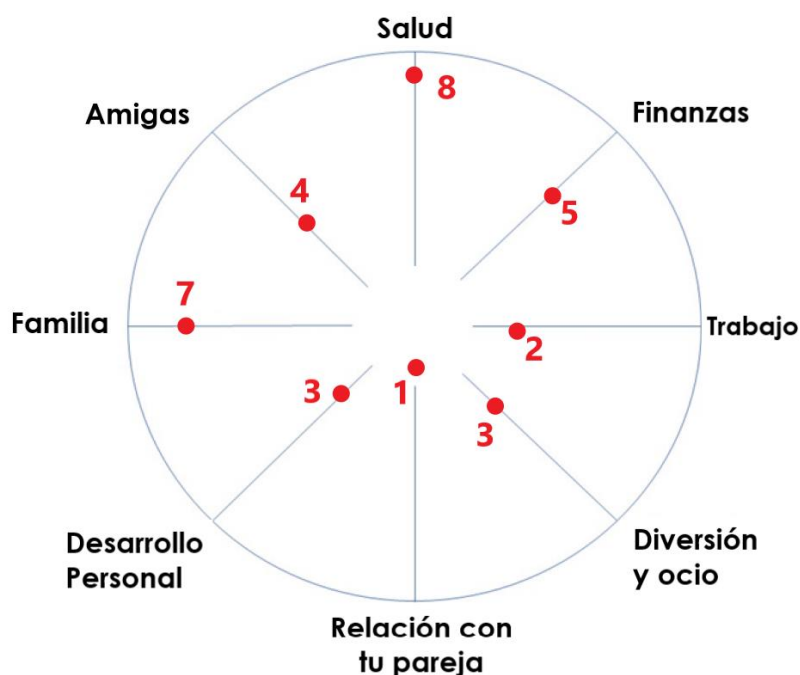 Salud
8
Amigas
Finanzas
4
5
7
Familia
Trabajo
2
3
1
3
Desarrollo
Personal
Diversión
y ocio
Relación con
tu pareja